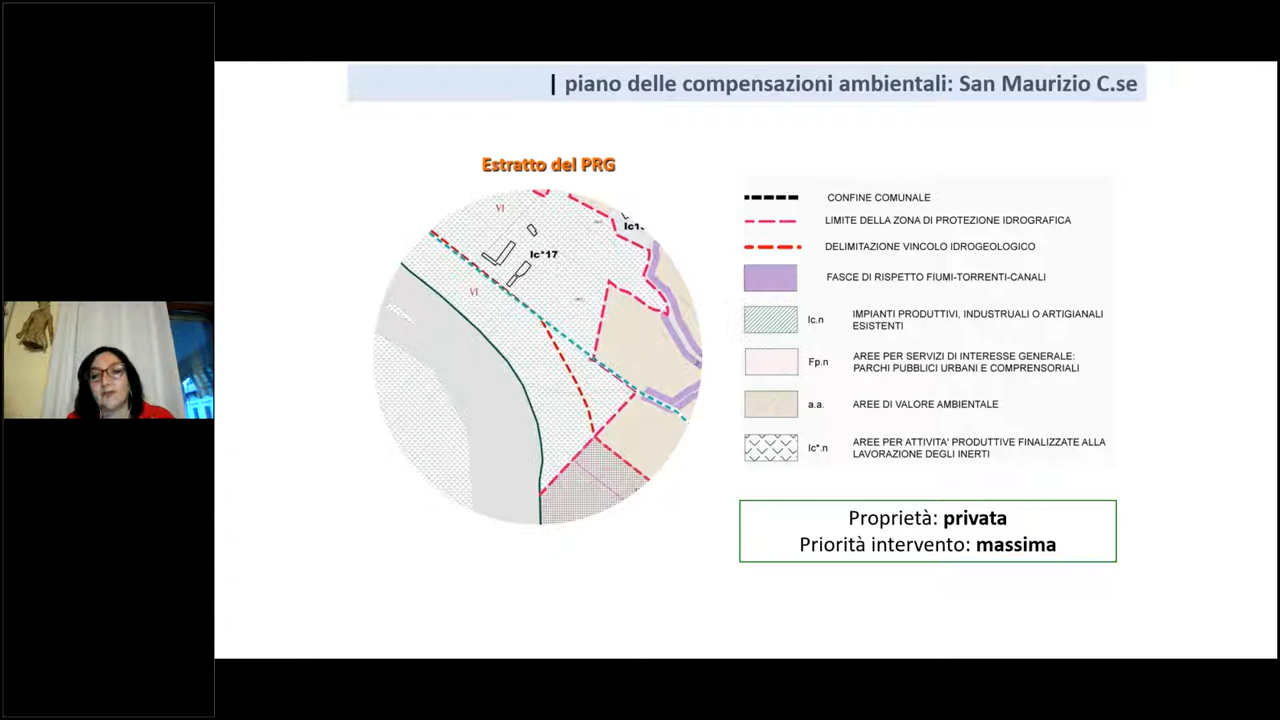 | piano delle compensazioni ambientali: San Maurizio C.se
Estratto del PRG
VI
Ic*17
VI
CONFINE COMUNALE
LIMITE DELLA ZONA DI PROTEZIONE IDROGRAFICA
DELIMITAZIONE VINCOLO IDROGEOLOGICO
FASCE DI RISPETTO FIUMI-TORRENTI-CANALI
Ic.n
IMPIANTI PRODUTTIVI, INDUSTRUALI O ARTIGIANALI
ESISTENTI
Fp.n
AREE PER SERVIZI DI INTERESSE GENERALE:
PARCHI PUBBLICI URBANI E COMPRENSORIALI
a.a.
AREE DI VALORE AMBIENTALE
Ic*.n
AREE PER ATTIVITA' PRODUTTIVE FINALIZZATE ALLA
LAVORAZIONE DEGLI INERTI
Proprietà: privata
Priorità intervento: massima